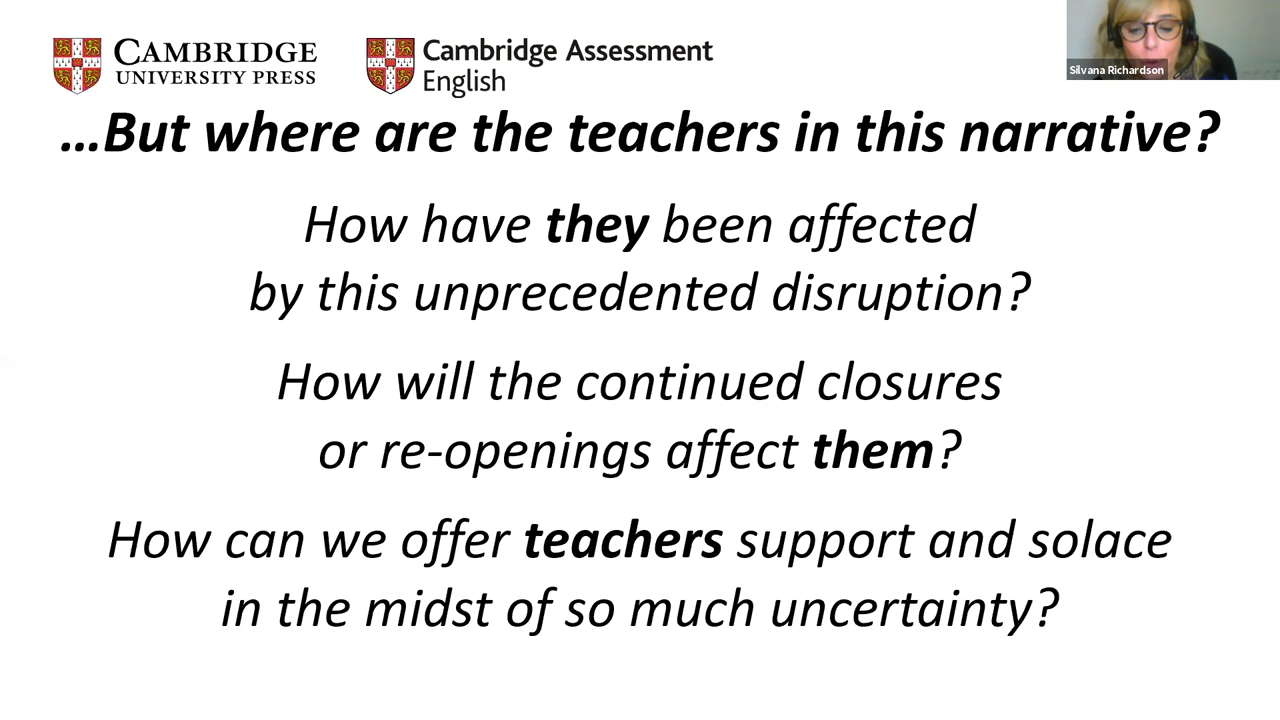 CAMBRIDGE
UNIVERSITY PRESS
Cambridge Assessment
English
Silvana Richardson
...But where are the teachers in this narrative?
How have they been affected
by this unprecedented disruption?
How will the continued closures
or re-openings affect them?
How can we offer teachers support and solace
in the midst of so much uncertainty?